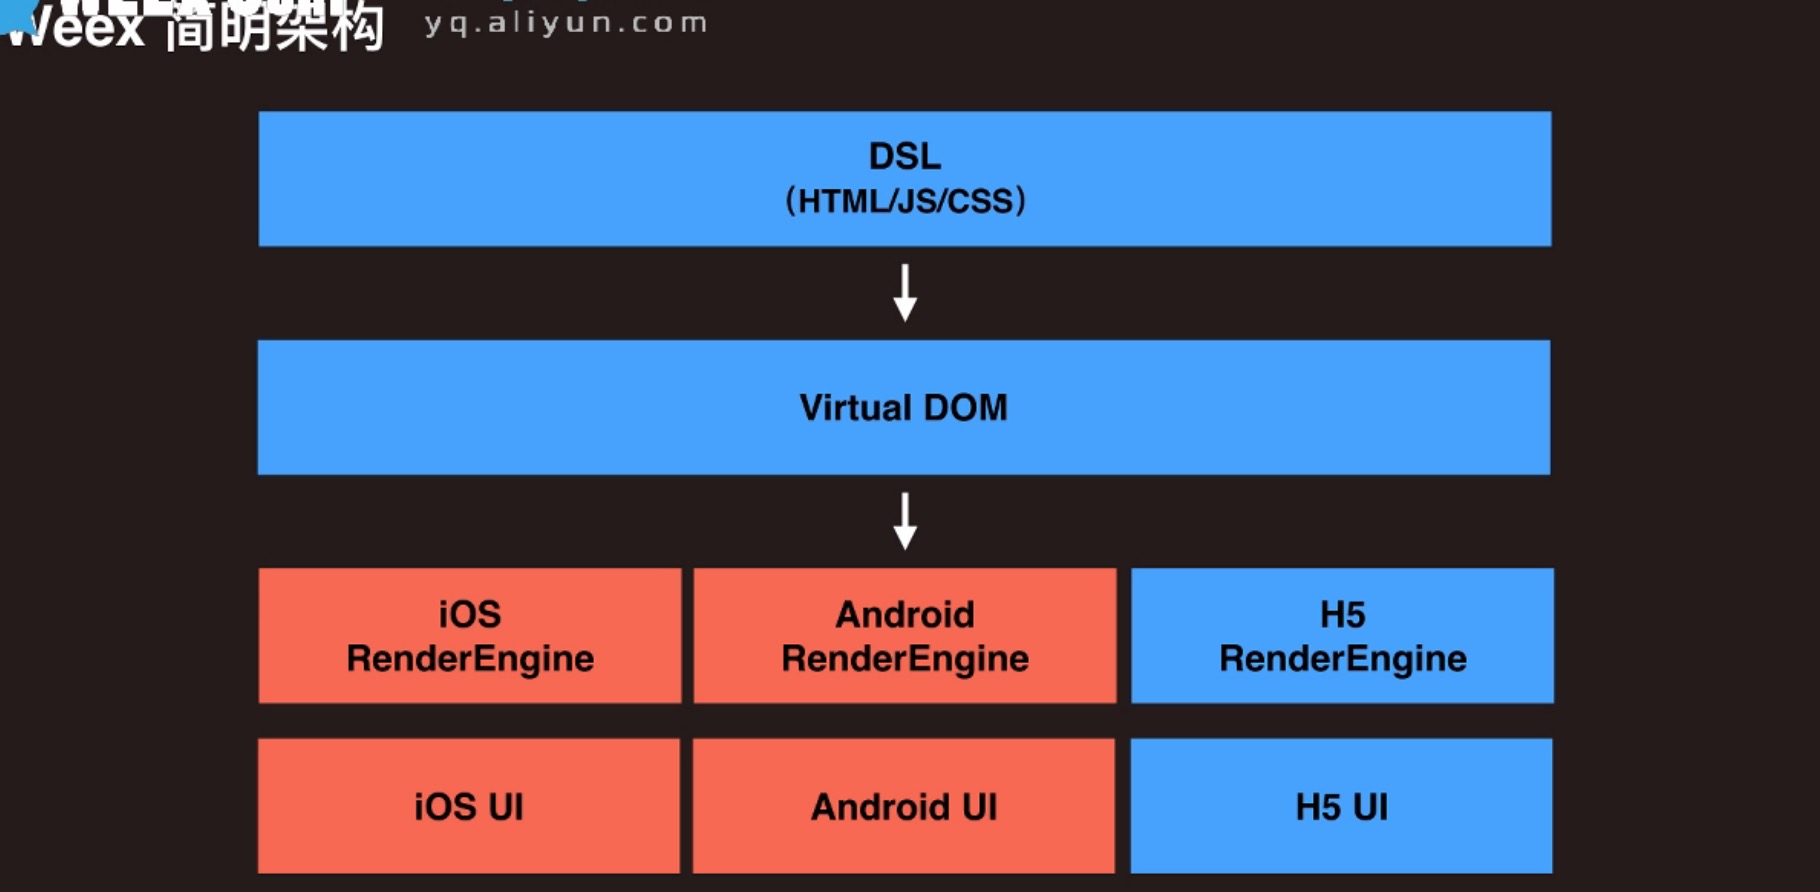 Weex 简明架构
yq.aliyun.com
DSL
(HTML/JS/CSS)
Virtual DOM
iOS
RenderEngine
Android
RenderEngine
H5
RenderEngine
iOS UI
Android UI
H5 UI